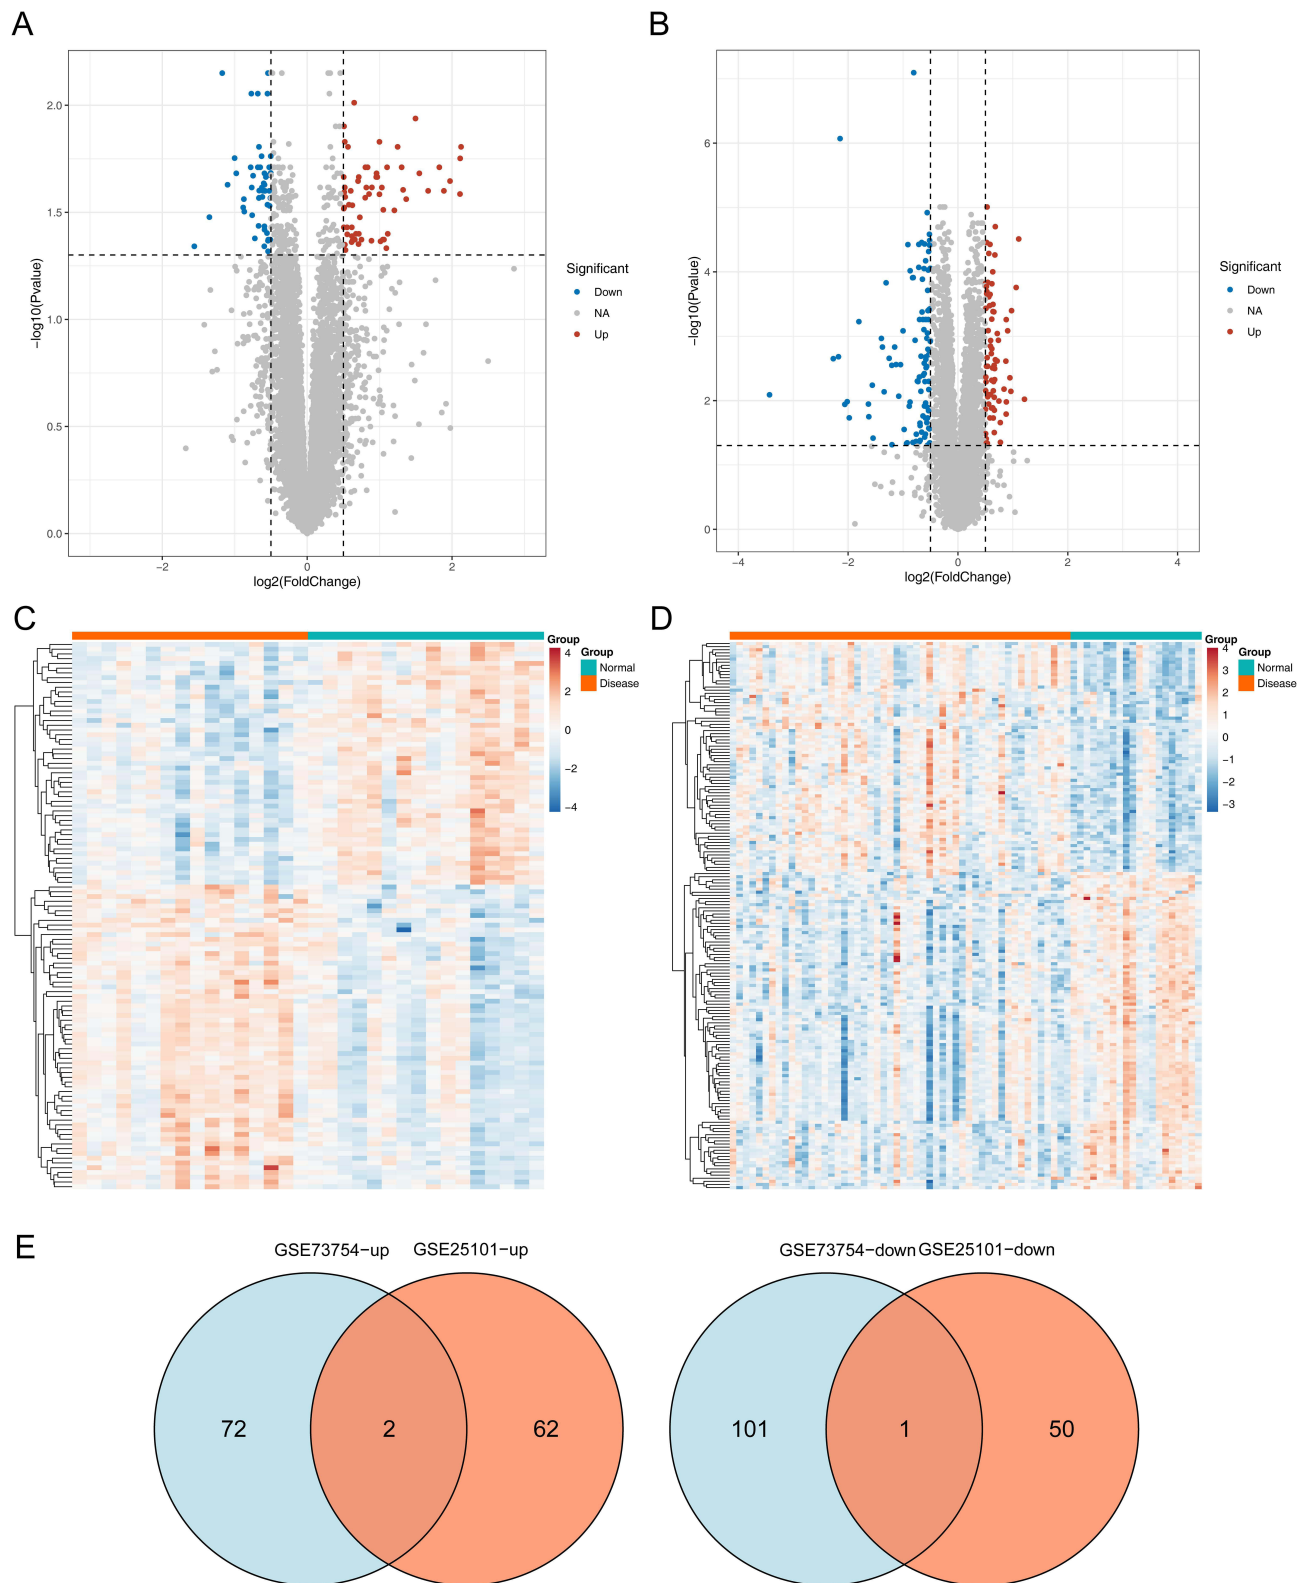 A
2.0
1.5
1.0
0.5
0.0
−2
0
2
log2(FoldChange)
−log10(Pvalue)
Significant
Down
NA
Up
B
6
4
2
0
−4
−2
0
2
4
log2(FoldChange)
−log10(Pvalue)
Significant
Down
NA
Up
C
Group
4
2
0
−2
−4
Group
Normal
Disease
D
Group
4
3
2
1
0
−1
−2
−3
Group
Normal
Disease
E
GSE73754−up
GSE25101−up
72
2
62
GSE73754−down
GSE25101−down
101
1
50